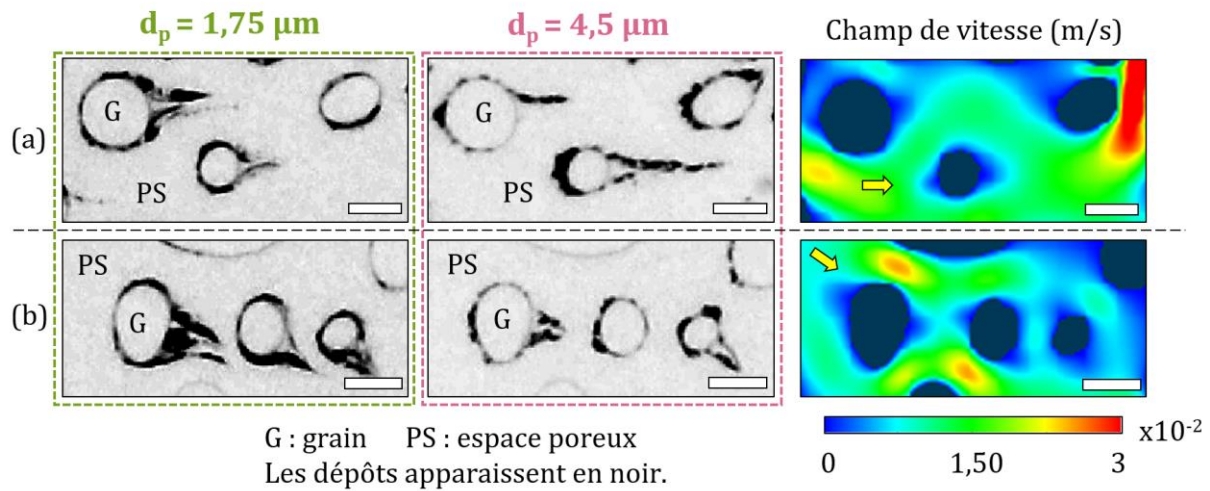 dp = 1,75 µm
dp = 4,5 µm
Champ de vitesse (m/s)
(a)
G
PS
G
(b)
PS
G
PS
G
G : grain PS : espace poreux
Les dépôts apparaissent en noir.
0 1,50 3 x10-2